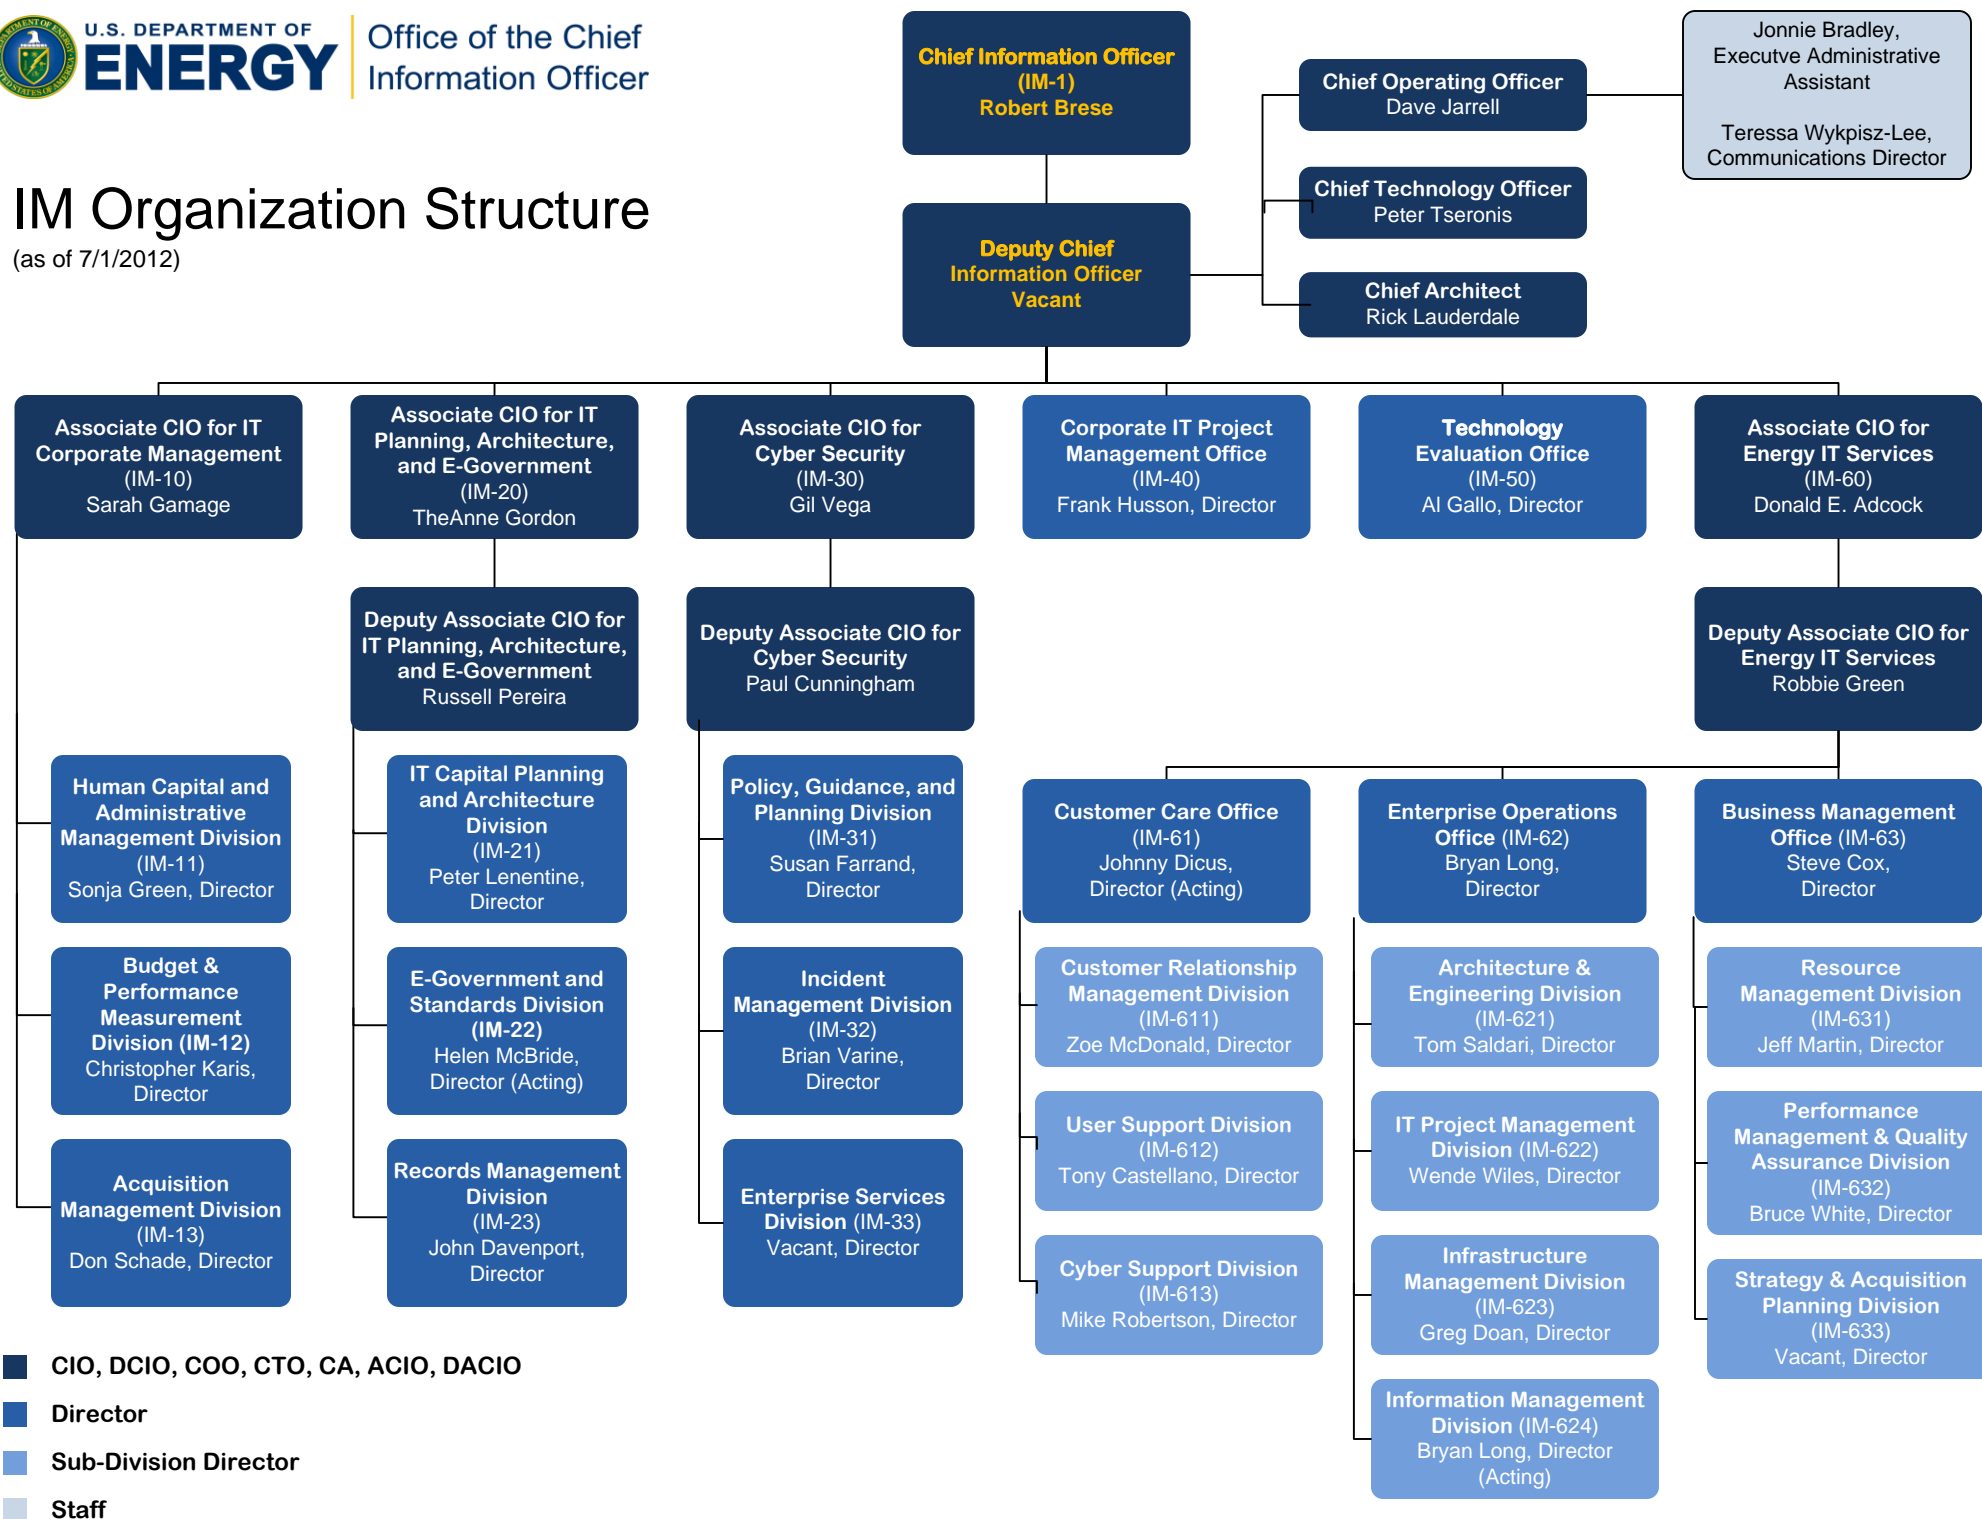 U.S. DEPARTMENT OF
ENERGY
Office of the Chief
Information Officer
IM Organization Structure
(as of 7/1/2012)
Chief Information Officer
(IM-1)
Robert Brese
Deputy Chief
Information Officer
Vacant
Chief Operating Officer
Dave Jarrell
Chief Technology Officer
Peter Tseronis
Chief Architect
Rick Lauderdale
Jonnie Bradley,
Executve Administrative
Assistant
Teressa Wykpisz-Lee,
Communications Director
Associate CIO for IT
Corporate Management
(IM-10)
Sarah Gamage
Associate CIO for IT
Planning, Architecture,
and E-Government
(IM-20)
TheAnne Gordon
Associate CIO for
Cyber Security
(IM-30)
Gil Vega
Corporate IT Project
Management Office
(IM-40)
Frank Husson, Director
Technology
Evaluation Office
(IM-50)
Al Gallo, Director
Associate CIO for
Energy IT Services
(IM-60)
Donald E. Adcock
Deputy Associate CIO for
IT Planning, Architecture,
and E-Government
Russell Pereira
Deputy Associate CIO for
Cyber Security
Paul Cunningham
Deputy Associate CIO for
Energy IT Services
Robbie Green
Human Capital and
Administrative
Management Division
(IM-11)
Sonja Green, Director
Budget &
Performance
Measurement
Division (IM-12)
Christopher Karis,
Director
Acquisition
Management Division
(IM-13)
Don Schade, Director
IT Capital Planning
and Architecture
Division
(IM-21)
Peter Lenentine,
Director
E-Government and
Standards Division
(IM-22)
Helen McBride,
Director (Acting)
Records Management
Division
(IM-23)
John Davenport,
Director
Policy, Guidance, and
Planning Division
(IM-31)
Susan Farrand,
Director
Incident
Management Division
(IM-32)
Brian Varine,
Director
Enterprise Services
Division (IM-33)
Vacant, Director
Customer Care Office
(IM-61)
Johnny Dicus,
Director (Acting)
Customer Relationship
Management Division
(IM-611)
Zoe McDonald, Director
User Support Division
(IM-612)
Tony Castellano, Director
Cyber Support Division
(IM-613)
Mike Robertson, Director
Enterprise Operations
Office (IM-62)
Bryan Long,
Director
Architecture &
Engineering Division
(IM-621)
Tom Saldari, Director
IT Project Management
Division (IM-622)
Wende Wiles, Director
Infrastructure
Management Division
(IM-623)
Greg Doan, Director
Information Management
Division (IM-624)
Bryan Long, Director
(Acting)
Business Management
Office (IM-63)
Steve Cox,
Director
Resource
Management Division
(IM-631)
Jeff Martin, Director
Performance
Management & Quality
Assurance Division
(IM-632)
Bruce White, Director
Strategy & Acquisition
Planning Division
(IM-633)
Vacant, Director
CIO, DCIO, COO, CTO, CA, ACIO, DACIO
Director
Sub-Division Director
Staff